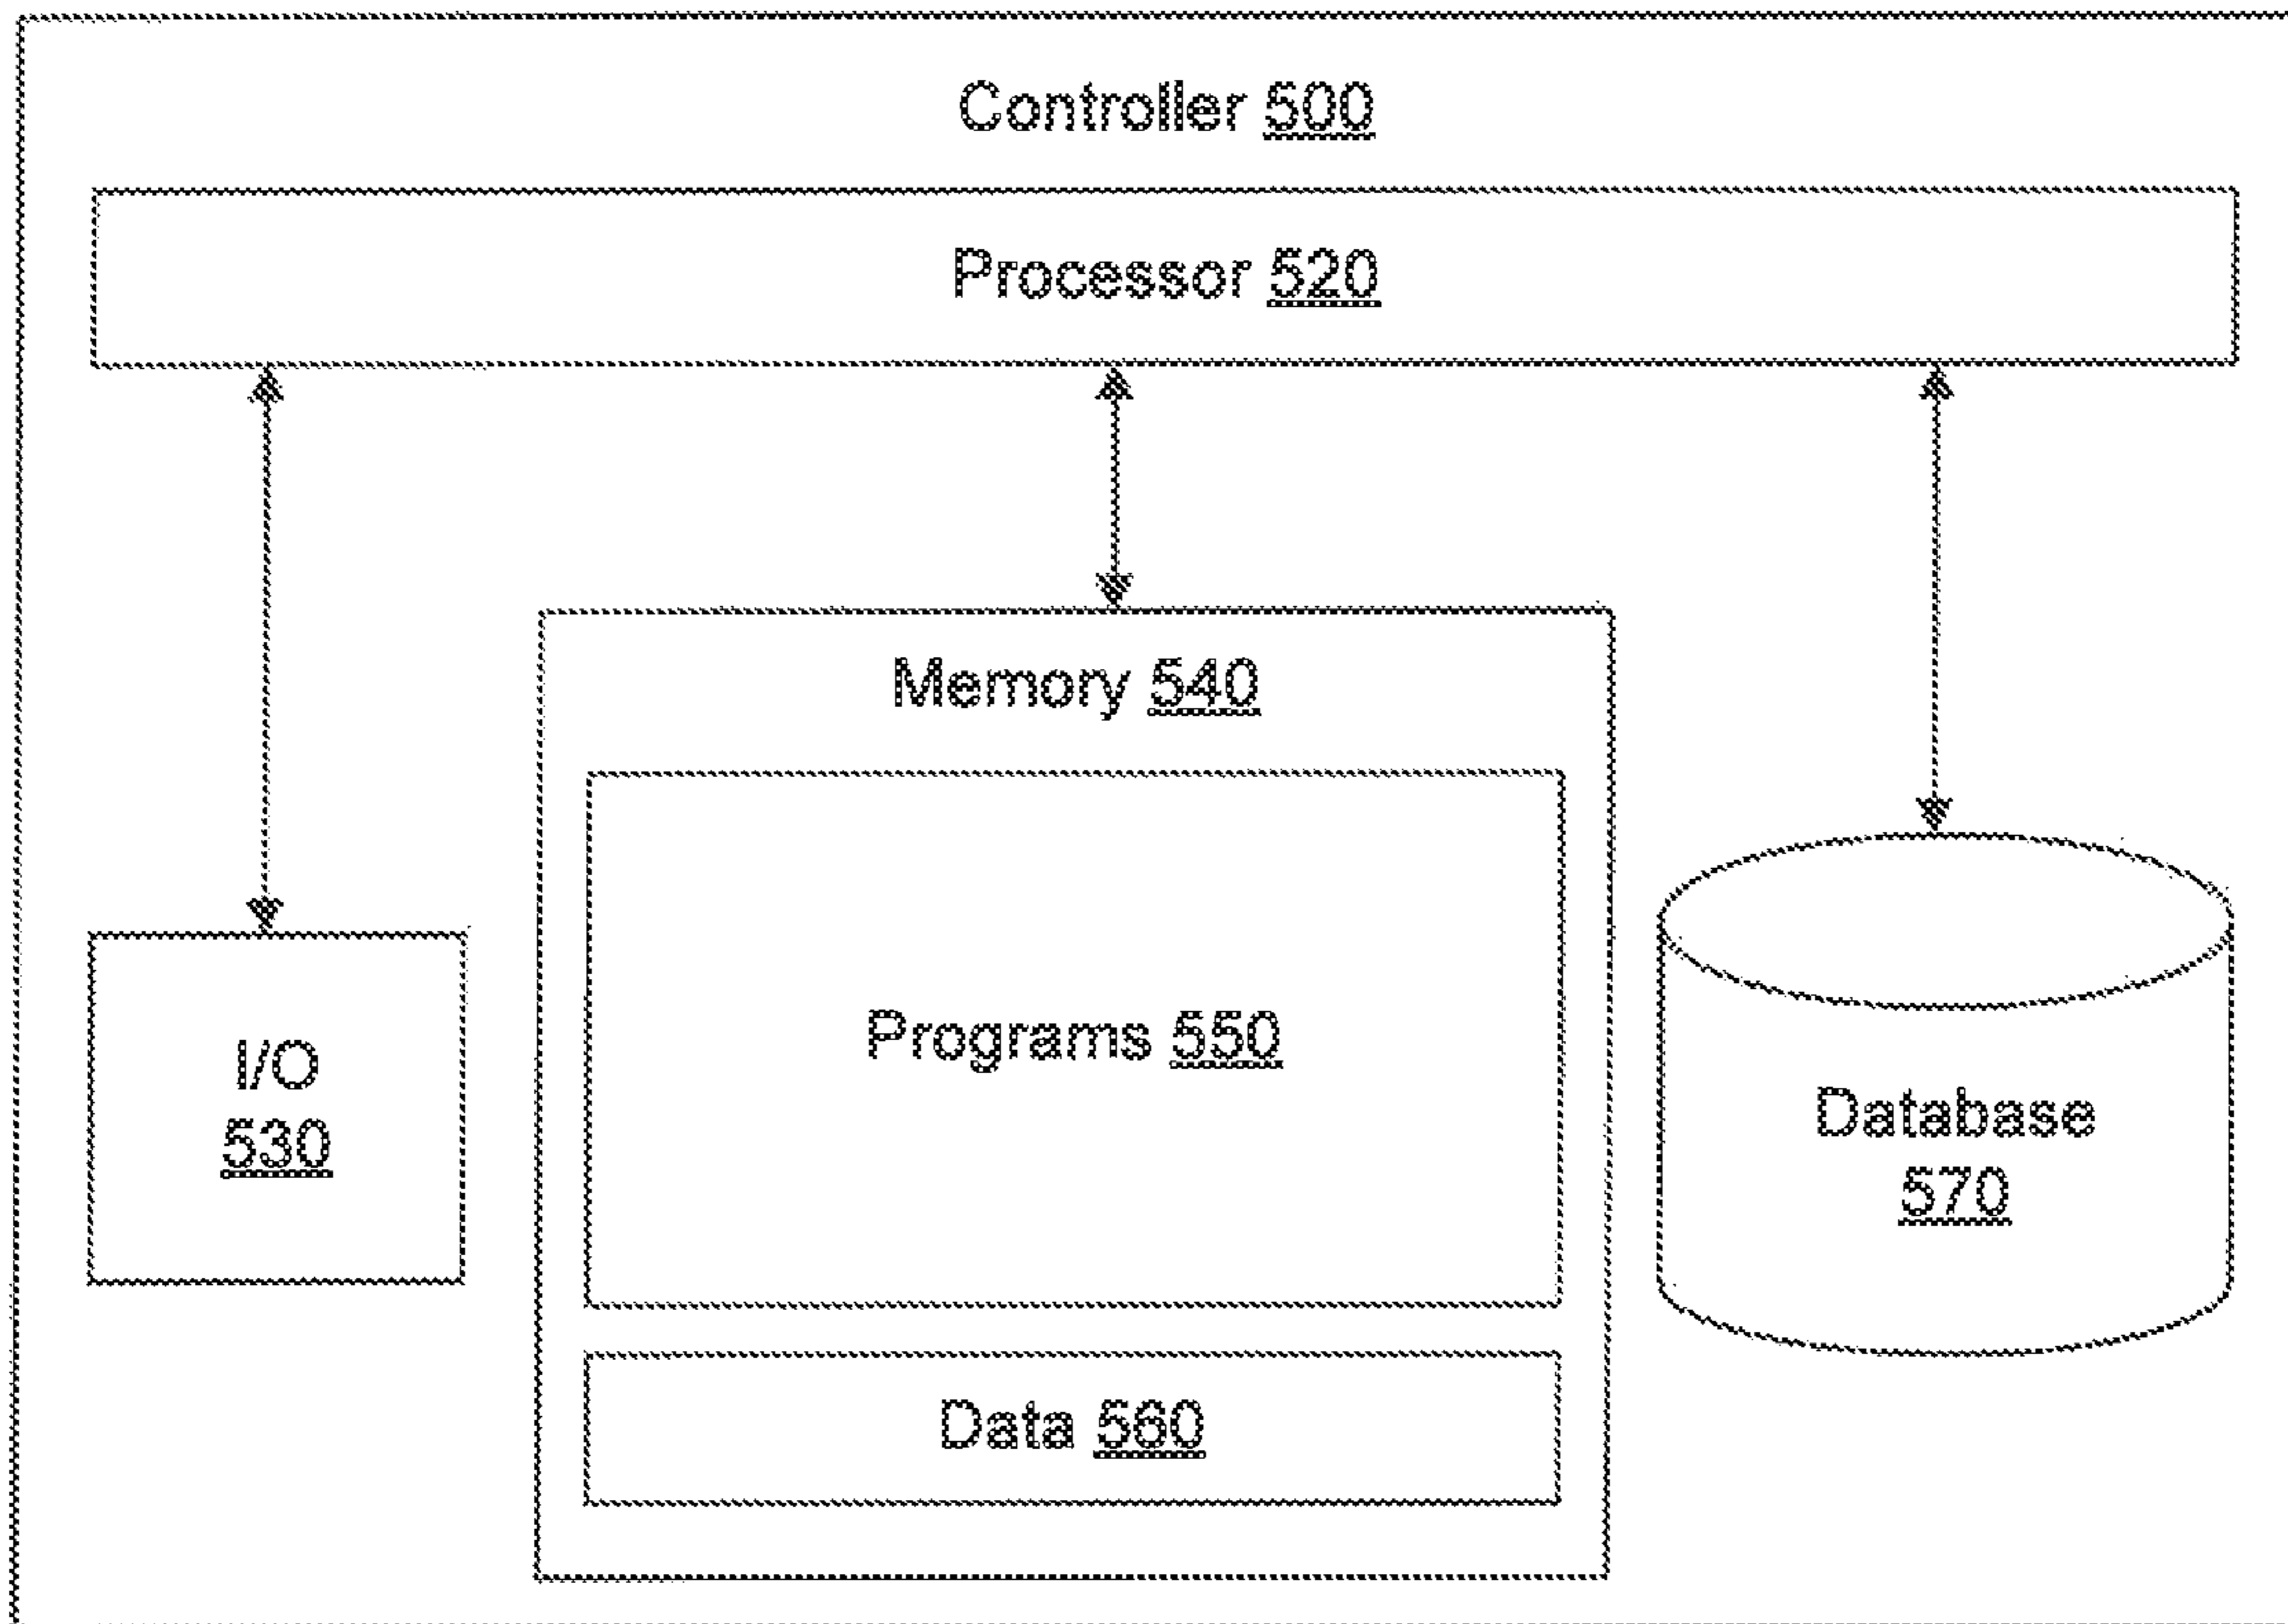 Controller 500
Processor 520
Memory 540
Programs 550
I/O
530
Database
570
Data 560